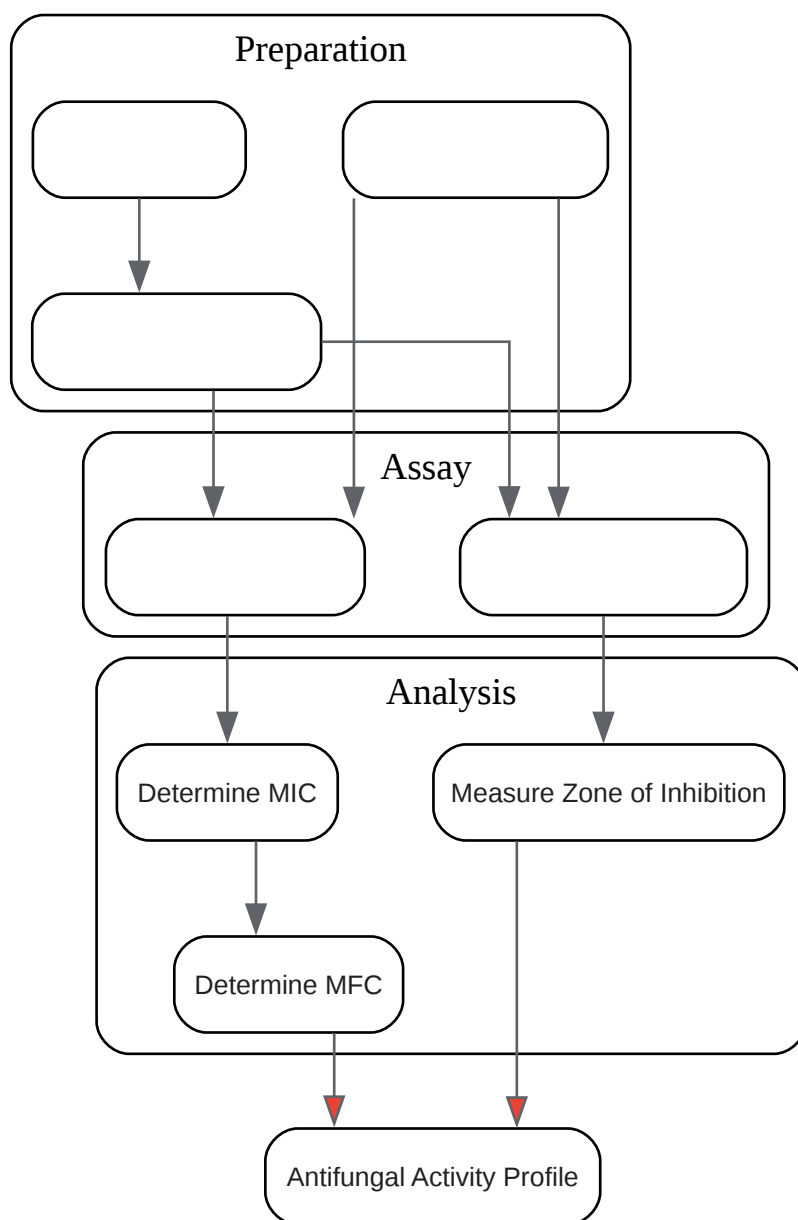 Preparation
Assay
Analysis
Determine MIC
Measure Zone of Inhibition
Determine MFC
Antifungal Activity Profile